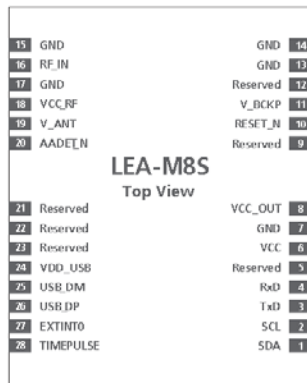 15 GND GND 14
16 RF_IN GND 13
17 GND Reserved 12
18 VCC_RF V_BCKP 11
19 V_ANT RESET_N 10
20 AADET_N Reserved 9
LEA-M8S
Top View
21 Reserved VCC_OUT 8
22 Reserved GND 7
23 Reserved VCC 6
24 VDD_USB Reserved 5
25 USB_DM RxD 4
26 USB_DP TxD 3
27 EXTINT0 SCL 2
28 TIMEPULSE SDA 1